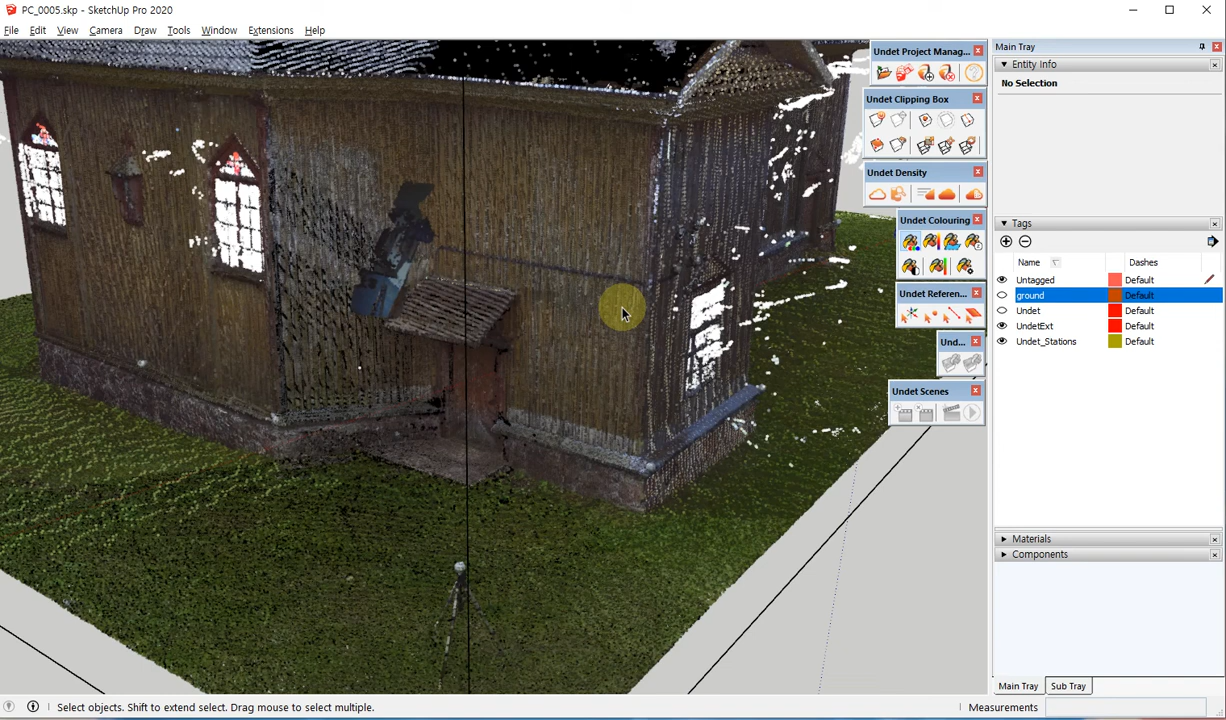 PC_0005.skp - SketchUp Pro 2020
File Edit View Camera Draw Tools Window Extensions Help
Undet Project Manag...
Undet Clipping Box
Undet Density
Undet Colouring
Undet Referen...
Und...
Undet Scenes
Main Tray
Entity Info
No Selection
Tags
Name Dashes
Untagged Default
ground Default
Undet Default
UndetExt Default
Undet_Stations Default
Materials
Components
Main Tray Sub Tray
Select objects. Shift to extend select. Drag mouse to select multiple.
Measurements